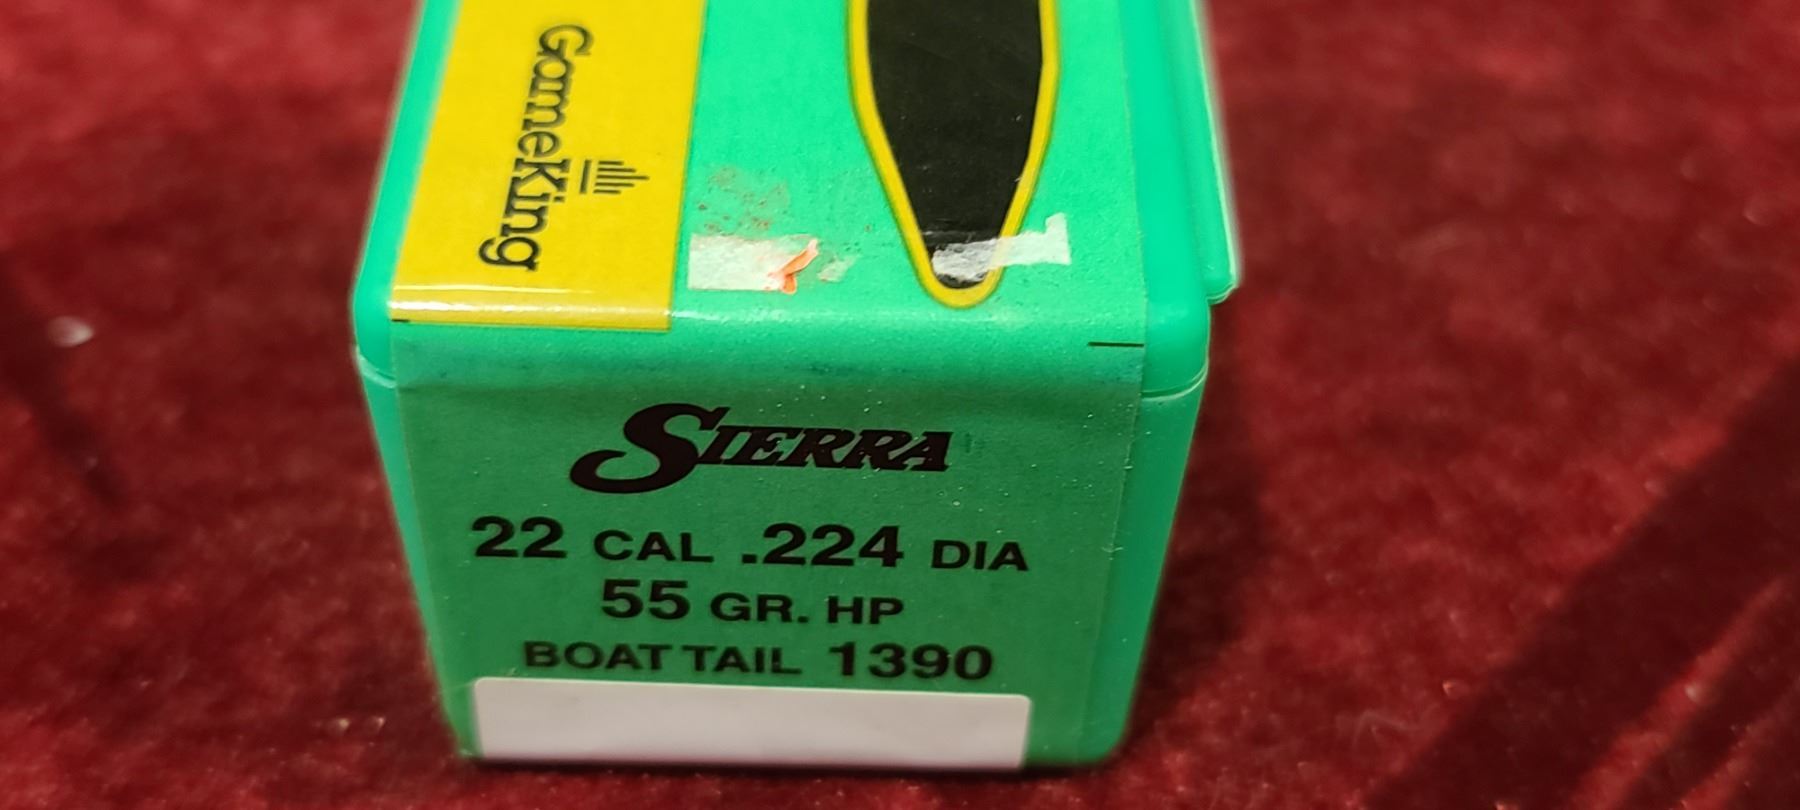 GameKing
SIERRA
22 CAL .224 DIA
55 GR. HP
BOAT TAIL 1390